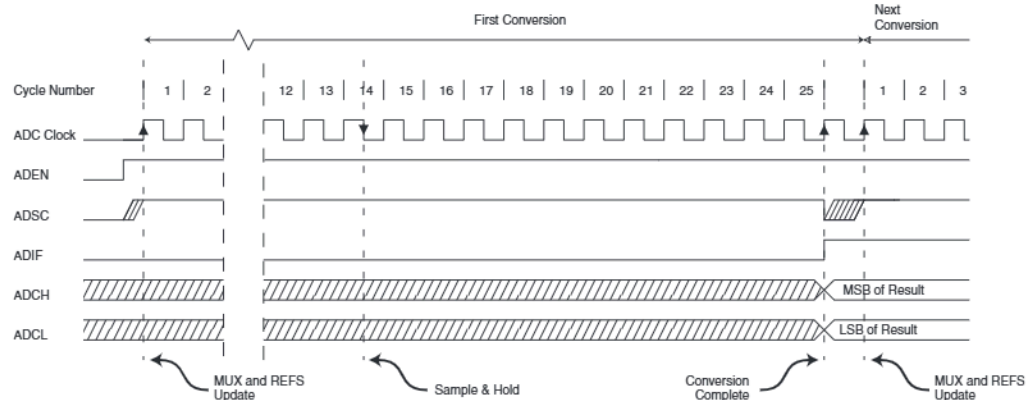 First Conversion
Next
Conversion
Cycle Number 1 2 12 13 14 15 16 17 18 19 20 21 22 23 24 25 1 2 3
ADC Clock
ADEN
ADSC
ADIF
ADCH MSB of Result
ADCL LSB of Result
MUX and REFS
Update
Sample & Hold
Conversion
Complete
MUX and REFS
Update